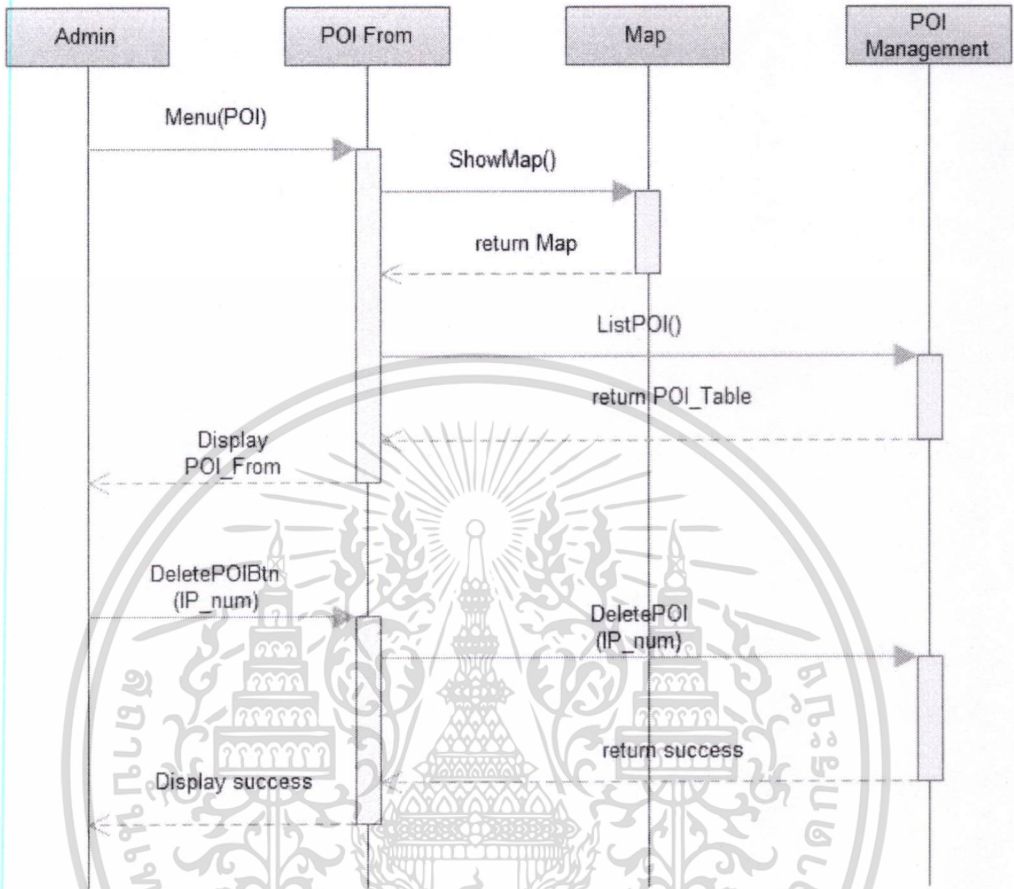 Admin
POI From
Map
POI
Management
Menu(POI)
ShowMap()
return Map
ListPOI()
return POI_Table
Display
POI_From
DeletePOIBtn
(IP_num)
DeletePOI
(IP_num)
return success
Display success